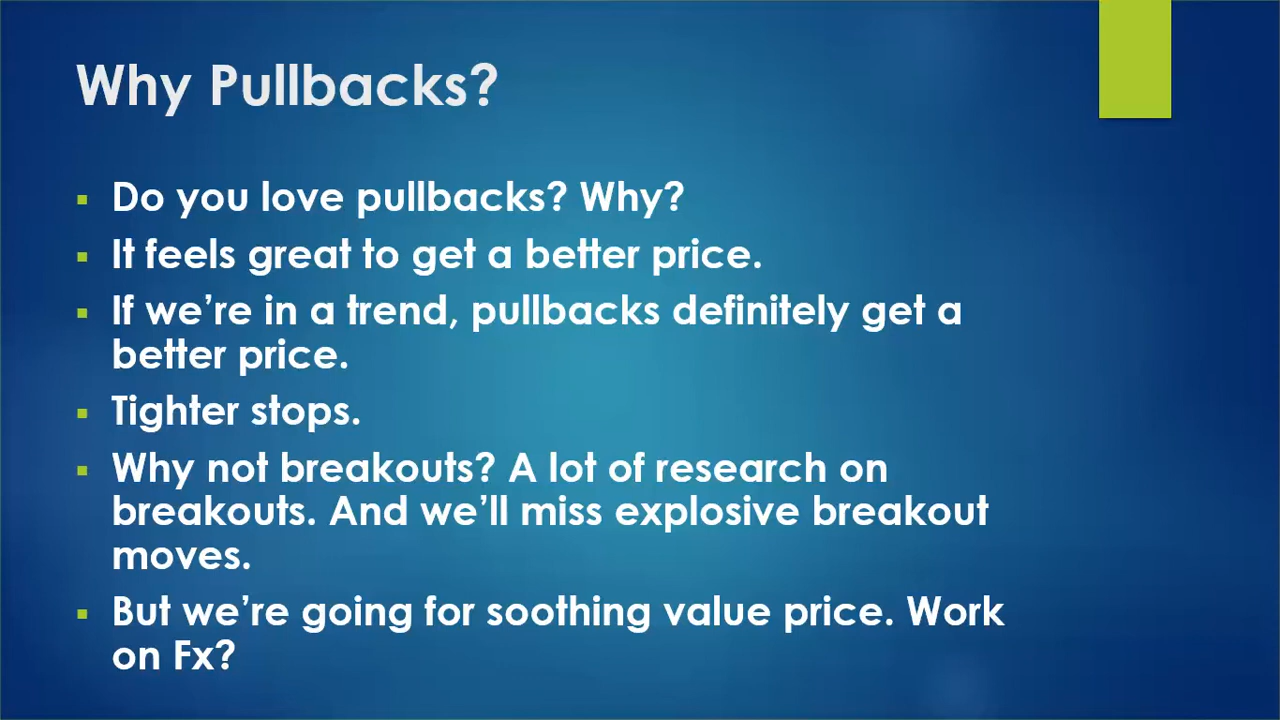 Why Pullbacks?
Do you love pullbacks? Why?
It feels great to get a better price.
If we’re in a trend, pullbacks definitely get a
better price.
Tighter stops.
Why not breakouts? A lot of research on
breakouts. And we’ll miss explosive breakout
moves.
But we’re going for soothing value price. Work
on Fx?